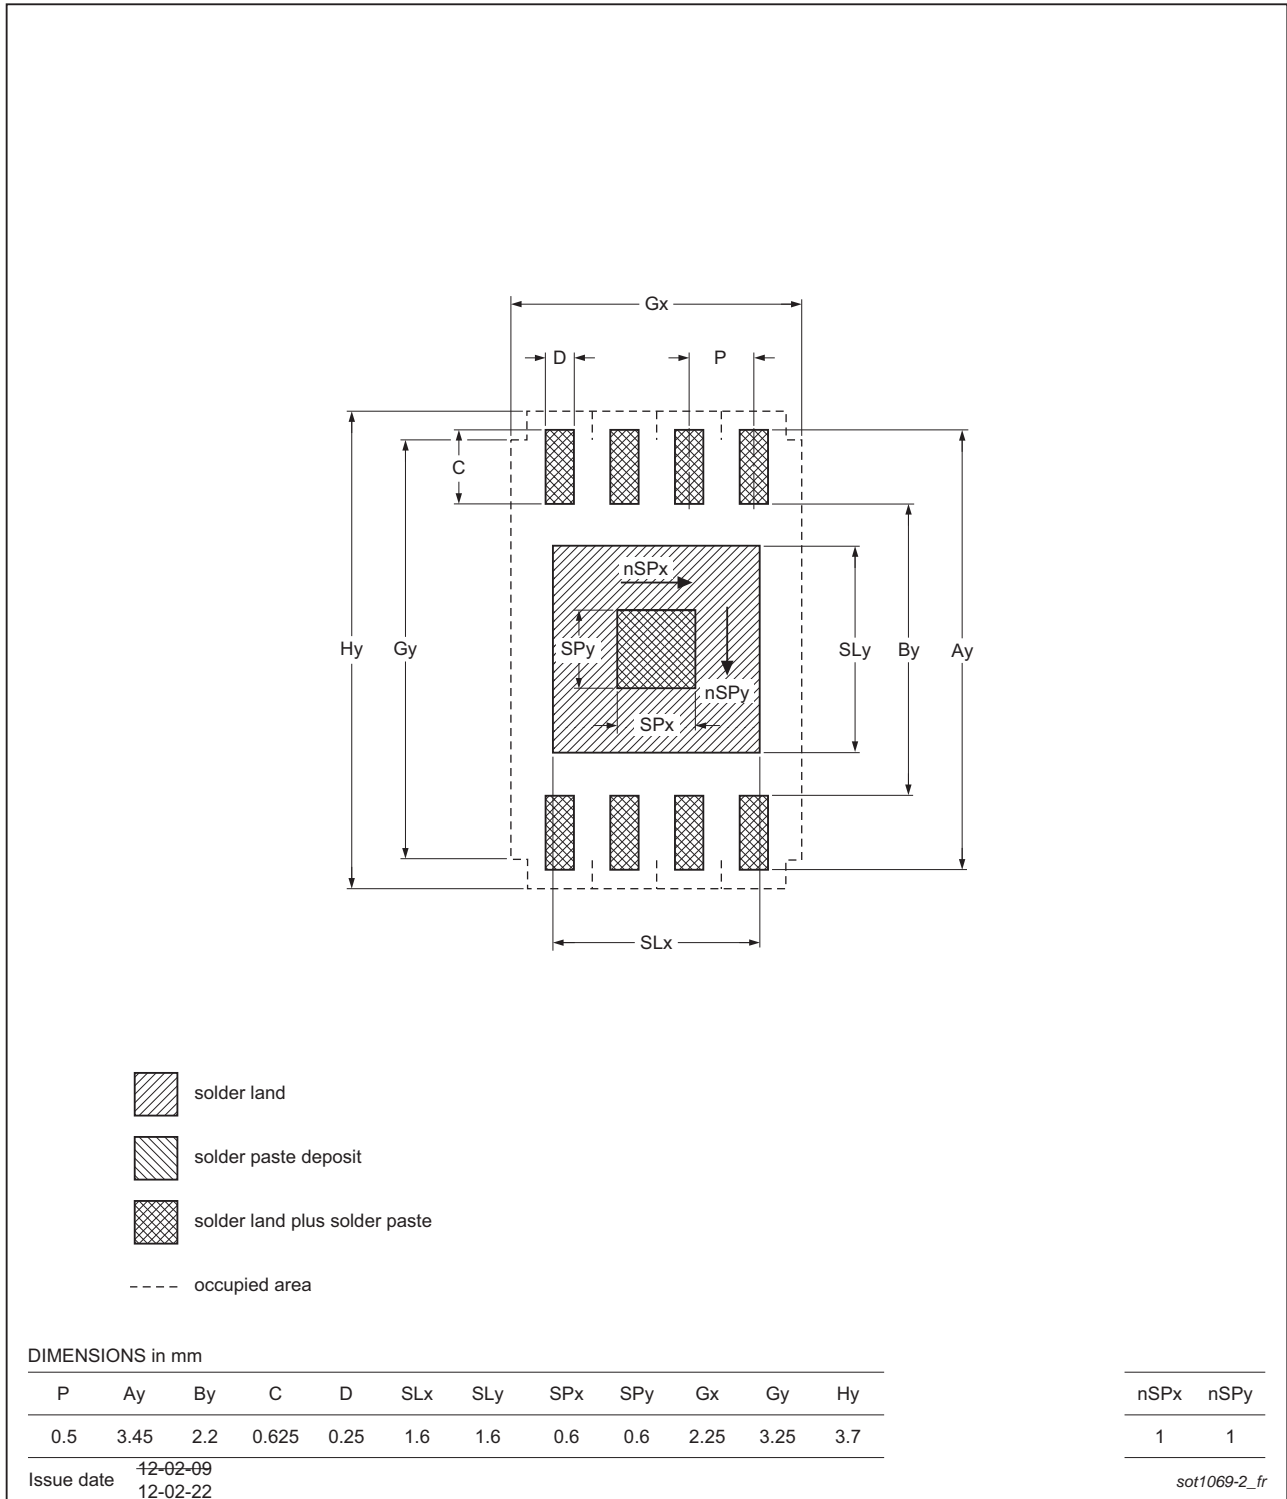 Gx
D
P
C
nSPx
Hy
Gy
SPy
SLy
By
Ay
nSPy
SPx
SLx
solder land
solder paste deposit
solder land plus solder paste
occupied area
DIMENSIONS in mm
P Ay By C D SLx SLy SPx SPy Gx Gy Hy nSPx nSPy
0.5 3.45 2.2 0.625 0.25 1.6 1.6 0.6 0.6 2.25 3.25 3.7 1 1
12-02-09
Issue date
12-02-22
sot1069-2_fr